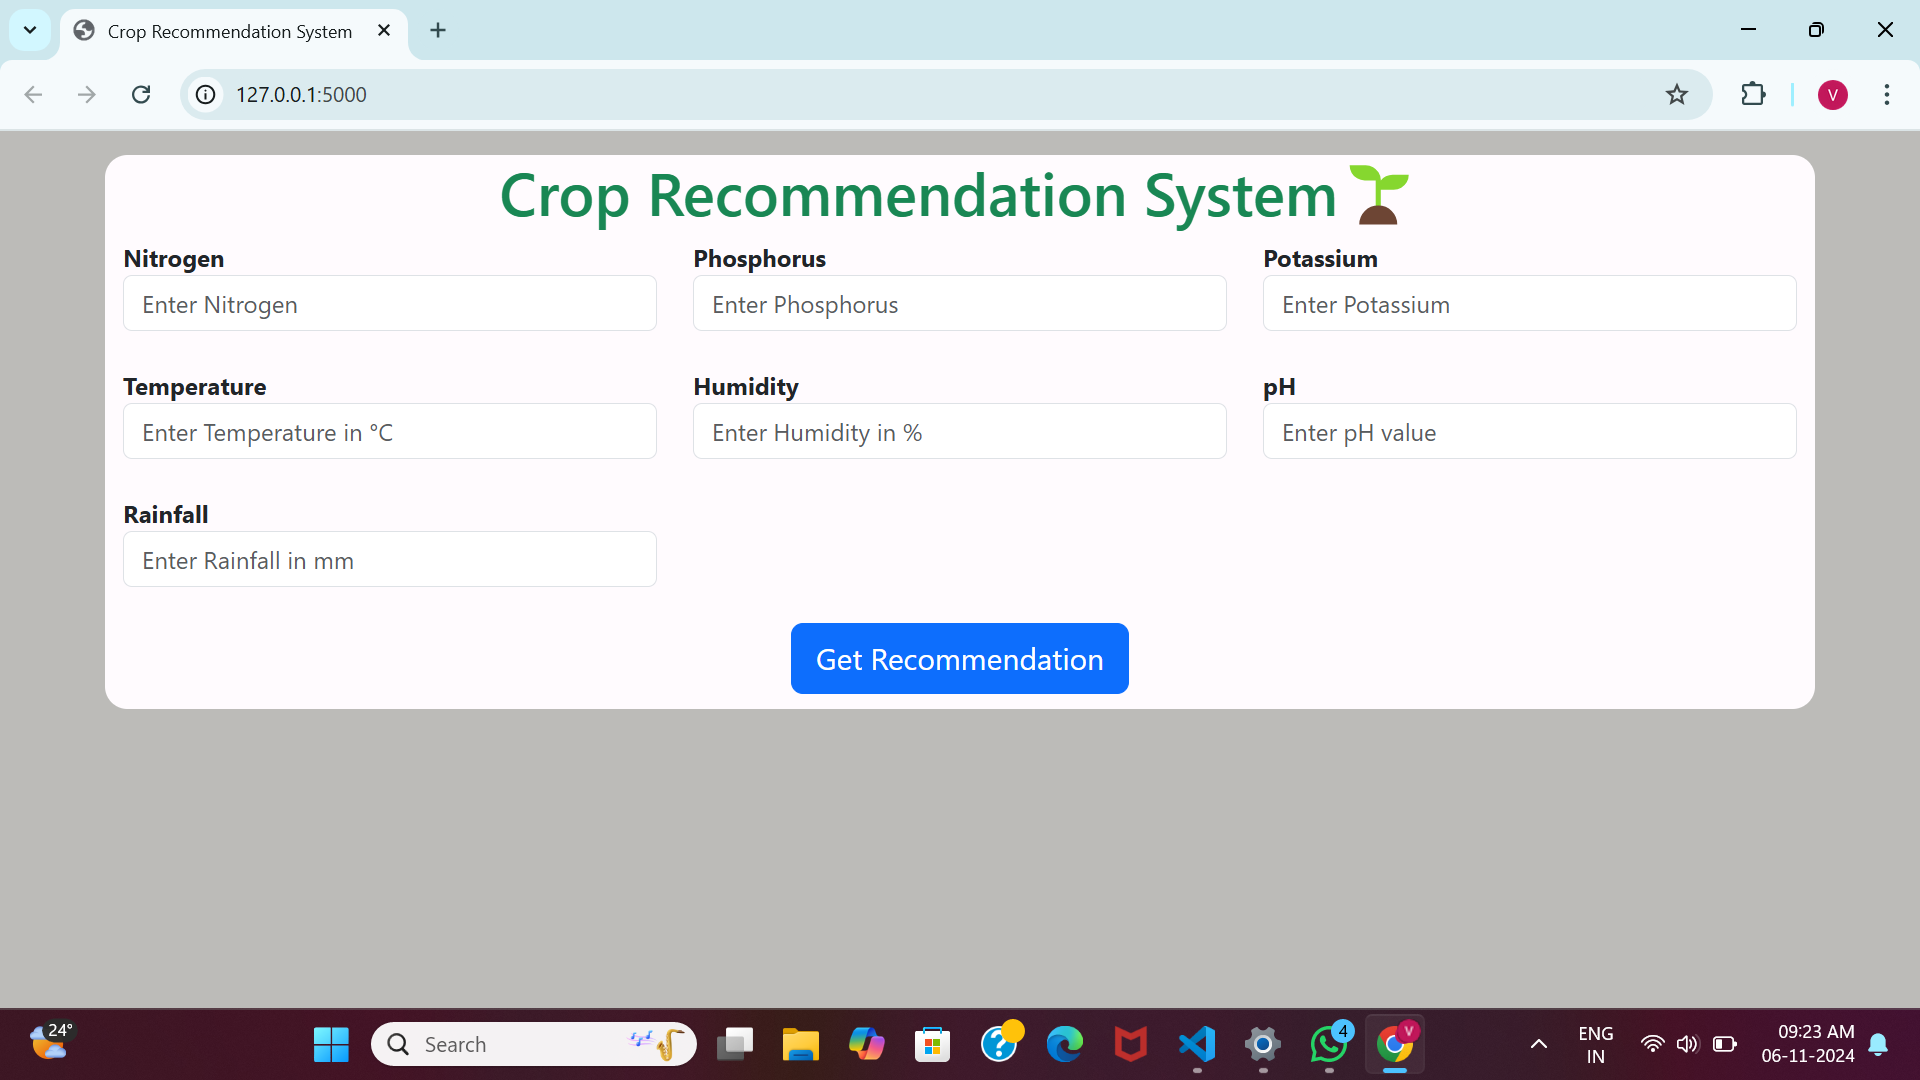 Crop Recommendation System
127.0.0.1:5000
V
Crop Recommendation System
Nitrogen Phosphorus Potassium
Enter Nitrogen Enter Phosphorus Enter Potassium
Temperature Humidity pH
Enter Temperature in °C Enter Humidity in % Enter pH value
Rainfall
Enter Rainfall in mm
Get Recommendation
24°
Search
4
V
ENG
IN
09:23 AM
06-11-2024